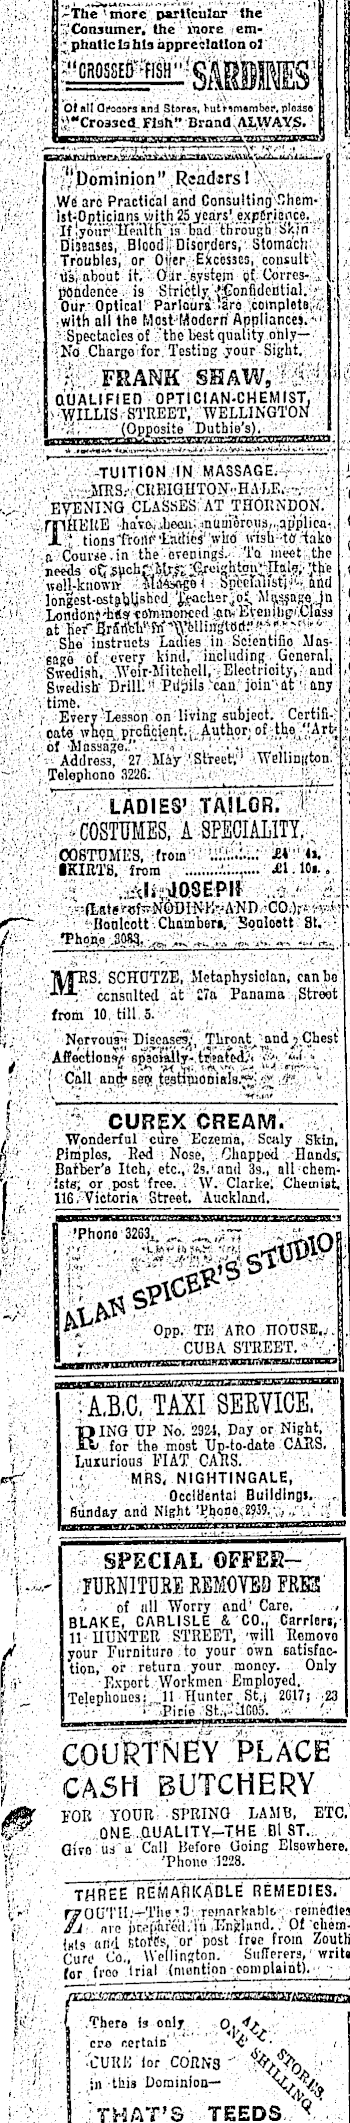 The more particular the
Consumer, the more em-
phatic is his appreciation of
"CROSSED FISH" SARDINES
Of all Grocers and Stores, but remember, please
"Crossed Fish" Brand ALWAYS.
"Dominion" Readers!
We are Practical and Consulting Chem-
ist-Opticians with 25 years' experience.
If your Health is bad through Skin
Diseases, Blood Disorders, Stomach
Troubles, or Over Excesses, consult
us about it. Our system of Corres-
pondence is Strictly Confidential.
Our Optical Parlours are complete
with all the Most Modern Appliances.
Spectacles of the best quality only—
No Charge for Testing your Sight.
FRANK SHAW,
QUALIFIED OPTICIAN-CHEMIST,
WILLIS STREET, WELLINGTON
(Opposite Duthie's).
TUITION IN MASSAGE.
MRS. CREIGHTON HALE.
EVENING CLASSES AT THORNDON.
THERE have been numerous applica-
tions from Ladies who wish to take
a Course in the evenings. To meet the
needs of such, Mrs. Creighton Hale, the
well-known Massage Specialist, and
longest-established Teacher of Massage in
London, has commenced an Evening Class
at her Branch in Wellington.
She instructs Ladies in Scientific Mas-
sage of every kind, including General,
Swedish, Weir-Mitchell, Electricity, and
Swedish Drill. Pupils can join at any
time.
Every Lesson on living subject. Certifi-
cate when proficient. Author of the "Art
of Massage."
Address, 27 May Street, Wellington.
Telephone 3226.
LADIES' TAILOR.
COSTUMES, A SPECIALITY.
COSTUMES, from ........... £4 4s.
SKIRTS, from ................ £1 10s.
JOSEPH
(Late of NODINE AND CO.),
Boulcott Chambers, Boulcott St.
'Phone 3083.
MRS. SCHUTZE, Metaphysician, can be
consulted at 27a Panama Street
from 10 till 5.
Nervous Diseases, Throat and Chest
Affections specially treated.
Call and see testimonials.
CUREX CREAM.
Wonderful cure Eczema, Scaly Skin,
Pimples, Red Nose, Chapped Hands,
Barber's Itch, etc., 2s. and 3s., all chem-
ists; or post free. W. Clarke, Chemist,
116 Victoria Street, Auckland.
'Phone 3263.
ALAN SPICER'S STUDIO
Opp. TE ARO HOUSE,
CUBA STREET.
A.B.C. TAXI SERVICE.
RING UP No. 2924, Day or Night,
for the most Up-to-date CARS.
Luxurious FIAT CARS.
MRS. NIGHTINGALE,
Occidental Buildings.
Sunday and Night 'Phone 2939.
SPECIAL OFFER—
FURNITURE REMOVED FREE
of all Worry and Care.
BLAKE, CARLISLE & CO., Carriers,
11 HUNTER STREET, will Remove
your Furniture to your own satisfac-
tion, or return your money. Only
Expert Workmen Employed.
Telephones: 11 Hunter St., 2617; 23
Pirie St., 1605.
COURTNEY PLACE
CASH BUTCHERY
FOR YOUR SPRING LAMB, ETC.
ONE QUALITY—THE BEST.
Give us a Call Before Going Elsewhere.
'Phone 1228.
THREE REMARKABLE REMEDIES.
ZOUTH.—The 3 remarkable remedies
are prepared in England. Of chem-
ists and stores, or post free from Zouth
Cure Co., Wellington. Sufferers, write
for free trial (mention complaint).
There is only
one certain
CURE for CORNS
in this Dominion—
ALL STORES.
ONE SHILLING.
THAT'S TEEDS